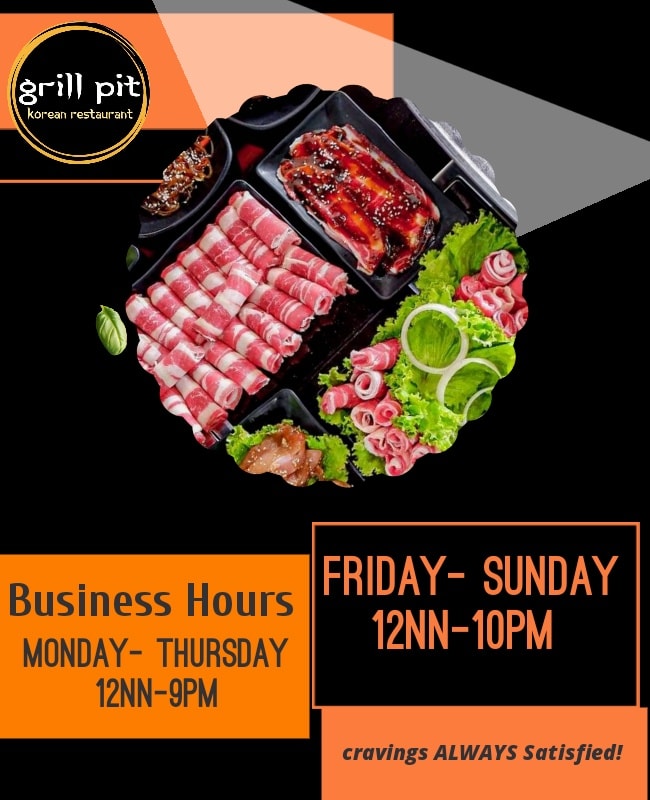 grill pit
korean restaurant
Business Hours
MONDAY- THURSDAY
12NN-9PM
FRIDAY- SUNDAY
12NN-10PM
cravings ALWAYS Satisfied!